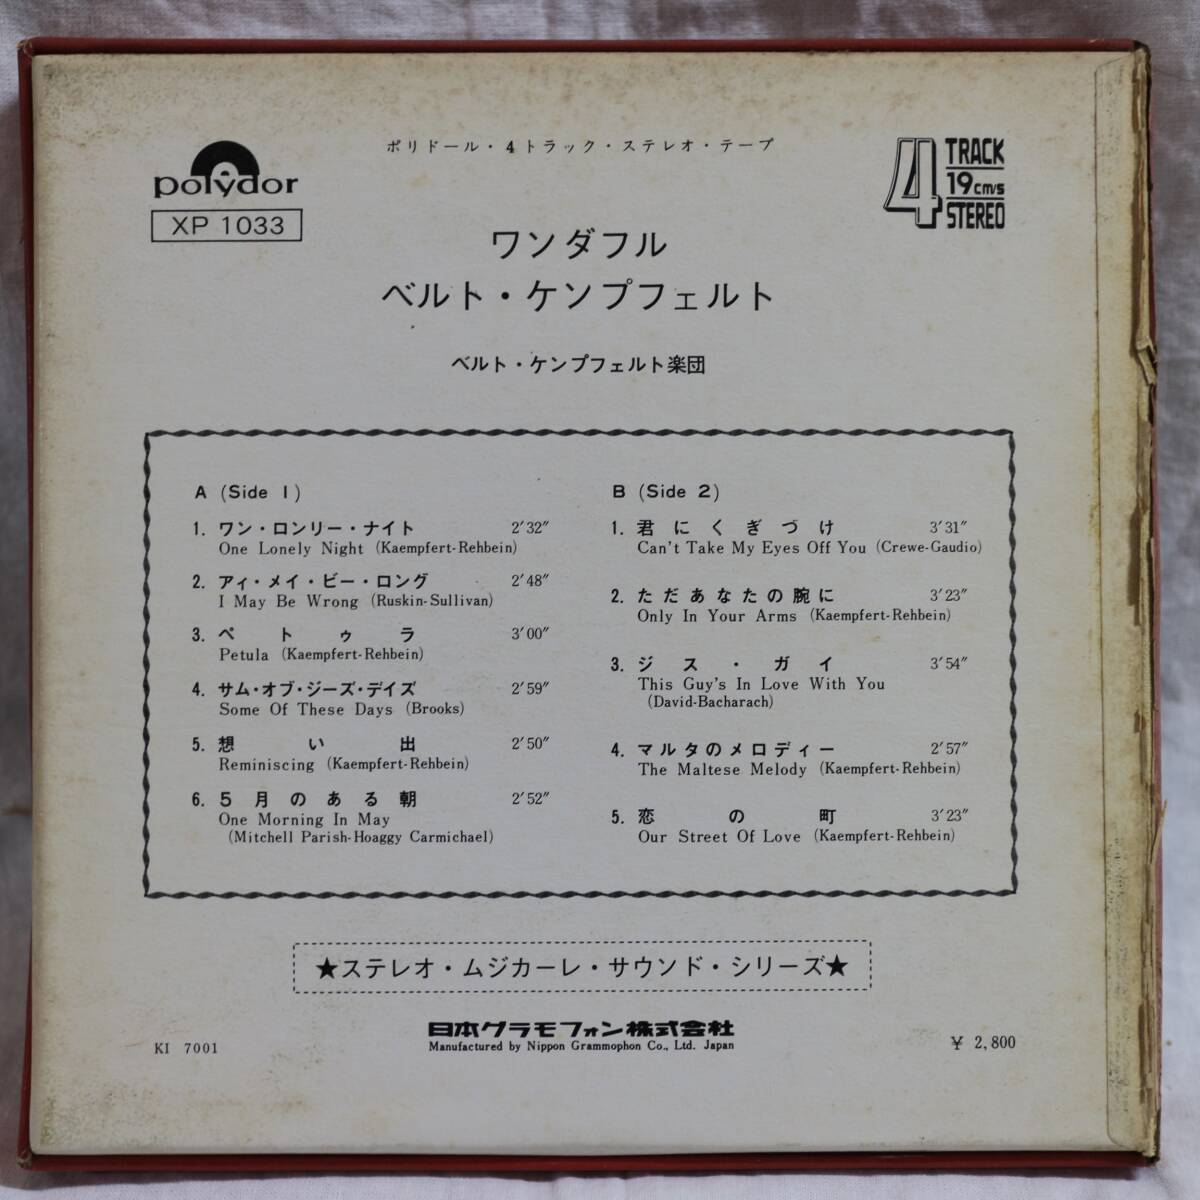 ポリドール・4トラック・ステレオ・テープ
polydor
XP 1033
4 TRACK
19cm/s
STEREO
ワンダフル
ベルト・ケンプフェルト
ベルト・ケンプフェルト楽団
A (Side 1)
1. ワン・ロンリー・ナイト 2′32″
One Lonely Night (Kaempfert-Rehbein)
2. アィ・メイ・ビー・ロング 2′48″
I May Be Wrong (Ruskin-Sullivan)
3. ペトゥラ 3′00″
Petula (Kaempfert-Rehbein)
4. サム・オブ・ジーズ・デイズ 2′59″
Some Of These Days (Brooks)
5. 想い出 2′50″
Reminiscing (Kaempfert-Rehbein)
6. 5月のある朝 2′52″
One Morning In May
(Mitchell Parish-Hoaggy Carmichael)
B (Side 2)
1. 君にくぎづけ 3′31″
Can't Take My Eyes Off You (Crewe-Gaudio)
2. ただあなたの腕に 3′23″
Only In Your Arms (Kaempfert-Rehbein)
3. ジス・ガイ 3′54″
This Guy's In Love With You
(David-Bacharach)
4. マルタのメロディー 2′57″
The Maltese Melody (Kaempfert-Rehbein)
5. 恋の町 3′23″
Our Street Of Love (Kaempfert-Rehbein)
★ステレオ・ムジカーレ・サウンド・シリーズ★
日本グラモフォン株式会社
Manufactured by Nippon Grammophon Co., Ltd. Japan
KI 7001
¥ 2,800